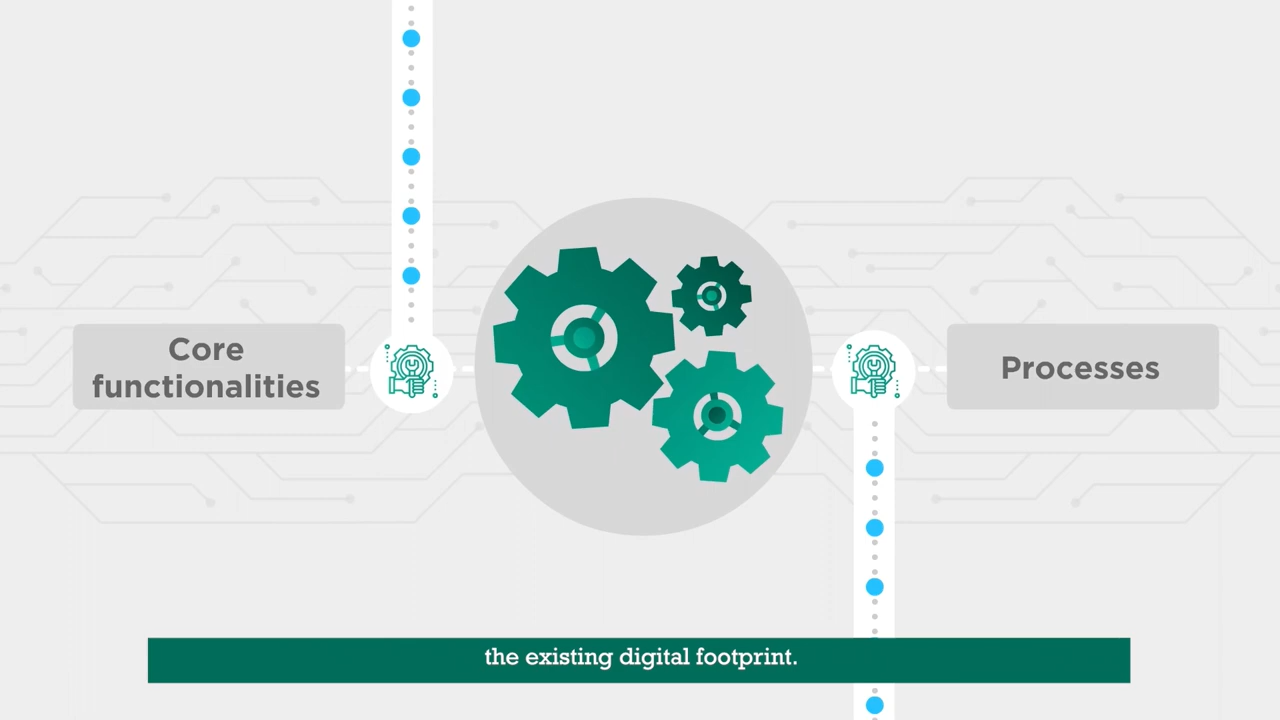 Core
functionalities
Processes
the existing digital footprint.